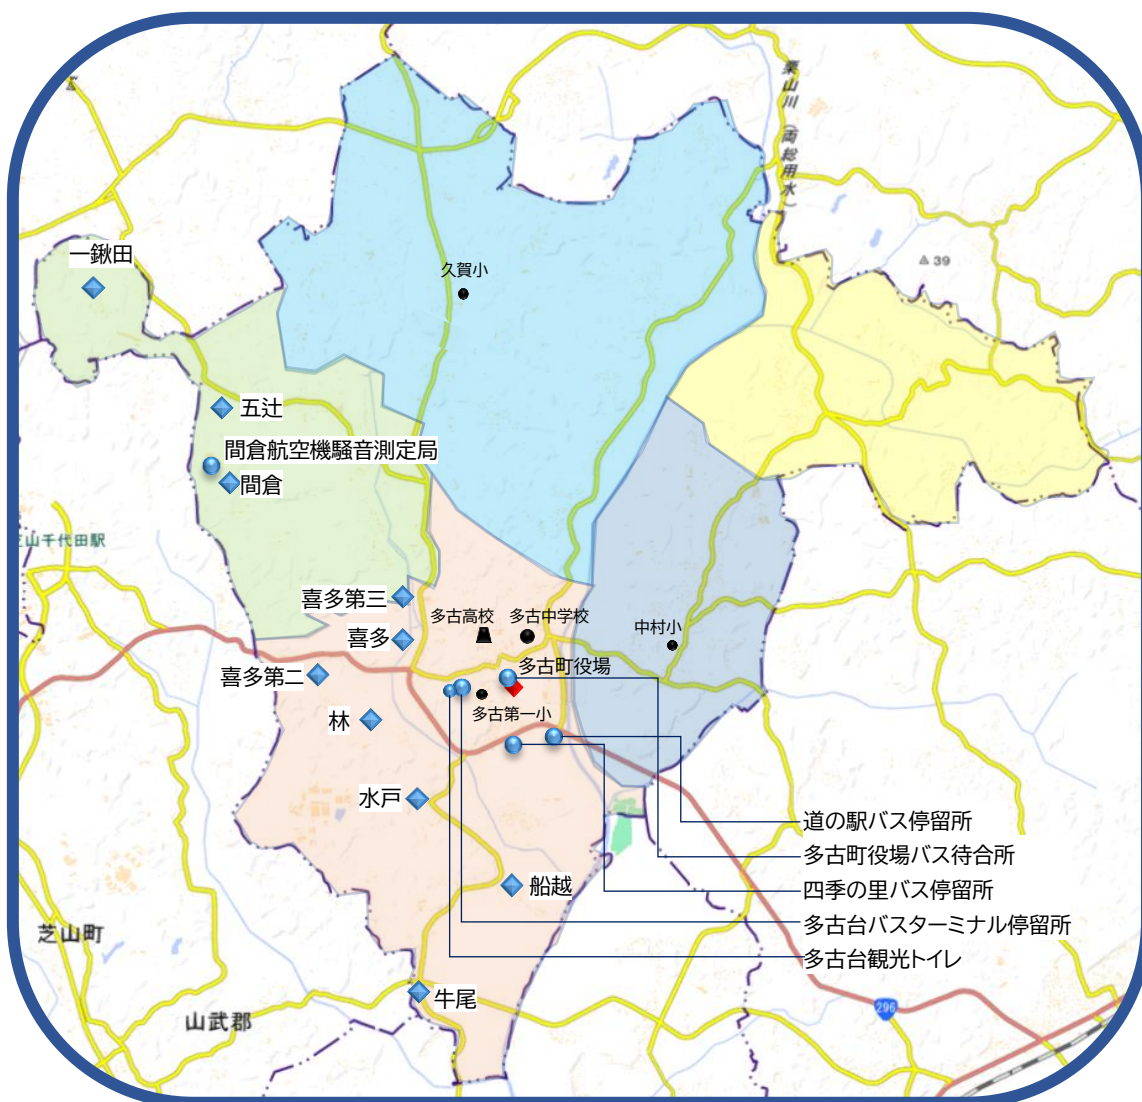 栗山川(両総用水)
39
一鍬田
久賀小
五辻
間倉航空機騒音測定局
間倉
芝山千代田駅
喜多第三
多古高校
多古中学校
中村小
喜多
多古町役場
喜多第二
多古第一小
林
水戸
道の駅バス停留所
多古町役場バス待合所
四季の里バス停留所
船越
多古台バスターミナル停留所
芝山町
多古台観光トイレ
牛尾
296
山武郡